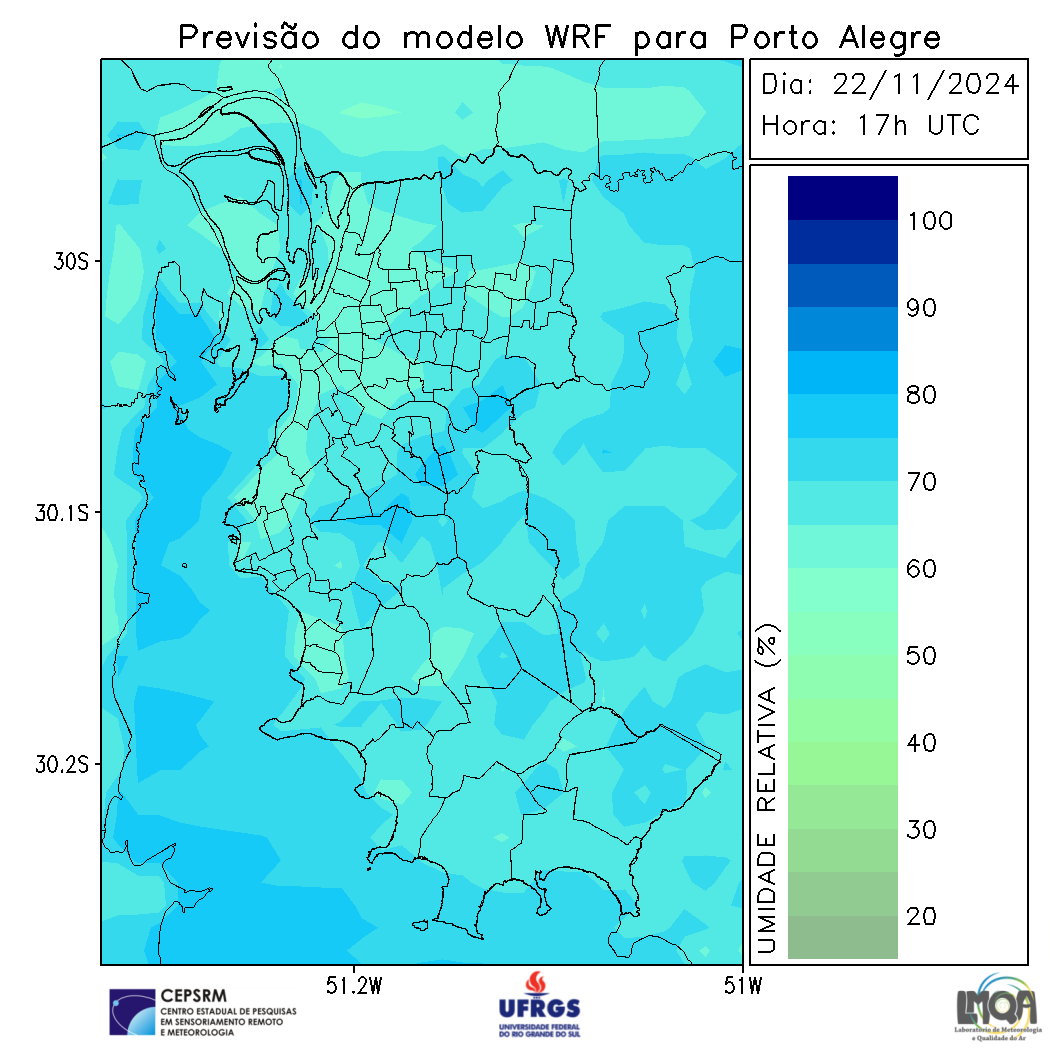 Previsão do modelo WRF para Porto Alegre
Dia: 22/11/2024
Hora: 17h UTC
100
90
80
70
60
50
40
30
20
UMIDADE RELATIVA (%)
30S
30.1S
30.2S
51.2W
51W
CEPSRM
CENTRO ESTADUAL DE PESQUISAS
EM SENSORIAMENTO REMOTO
E METEOROLOGIA
UFRGS
UNIVERSIDADE FEDERAL
DO RIO GRANDE DO SUL
LMQA
Laboratório de Meteorologia
e Qualidade do Ar